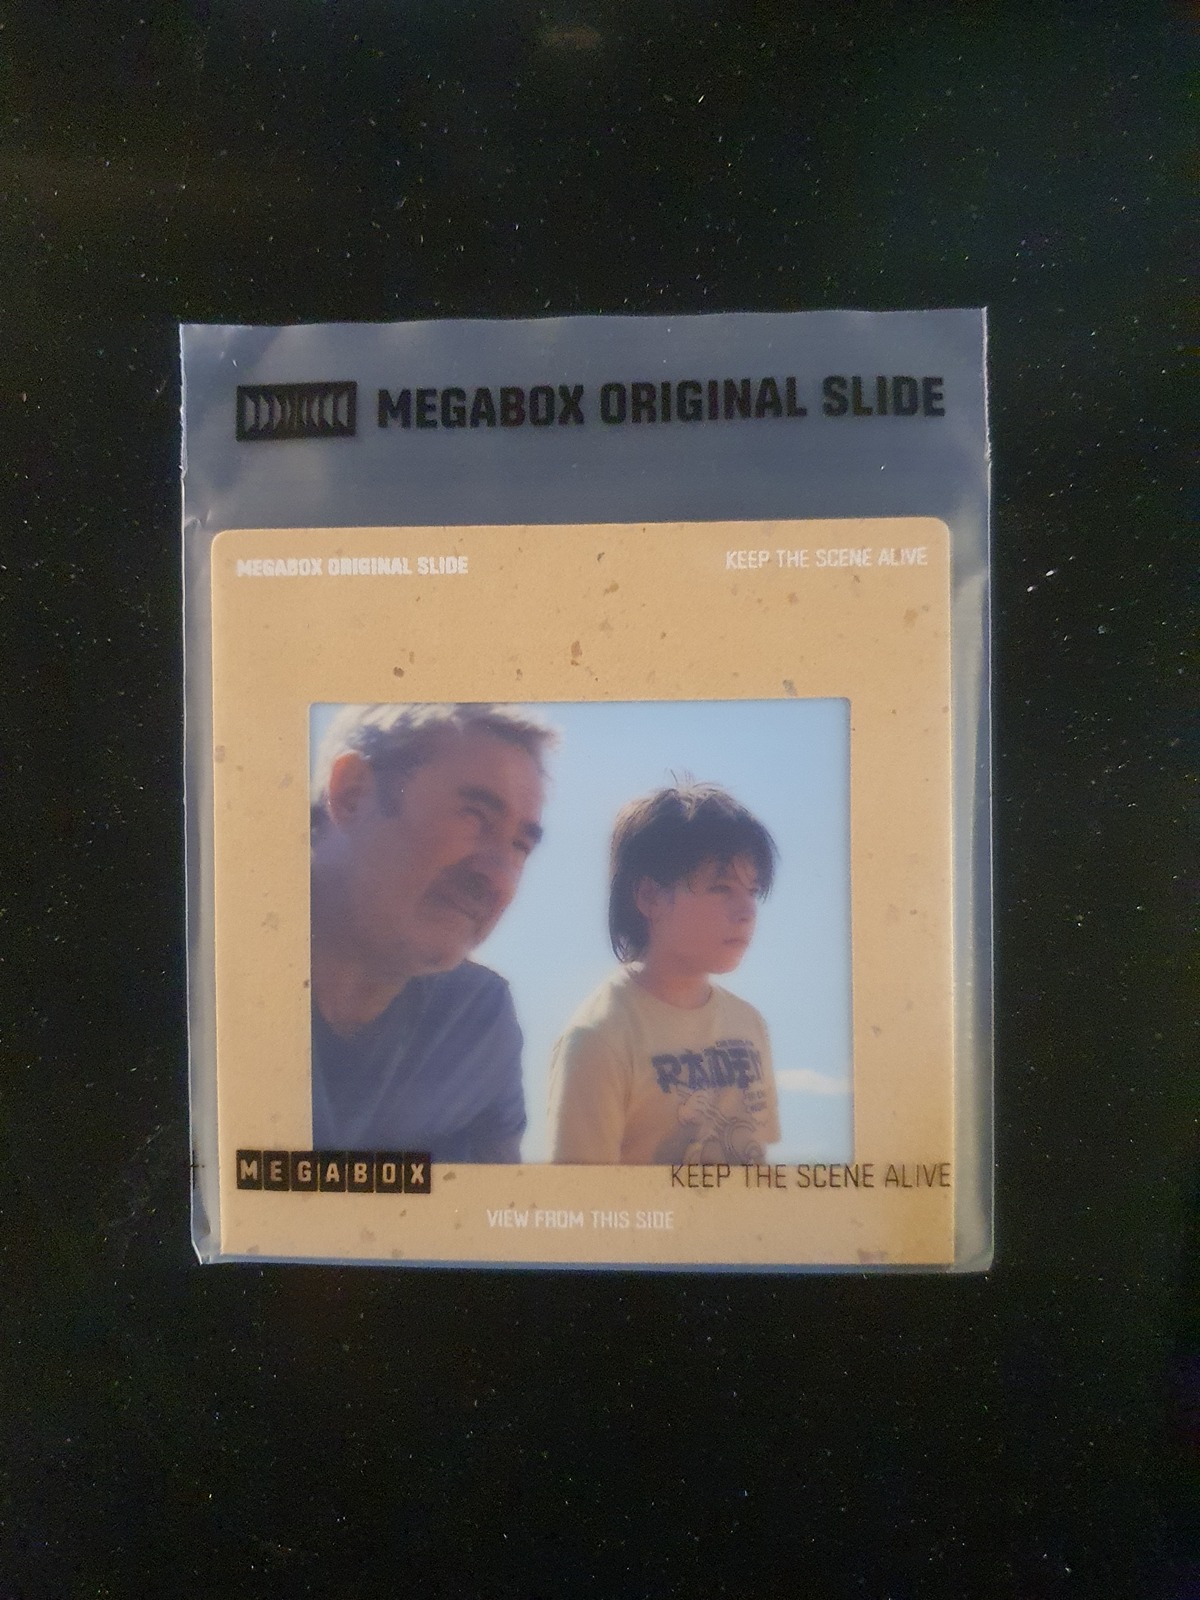 MEGABOX ORIGINAL SLIDE
MEGABOX ORIGINAL SLIDE
KEEP THE SCENE ALIVE
MEGABOX
KEEP THE SCENE ALIVE
VIEW FROM THIS SIDE